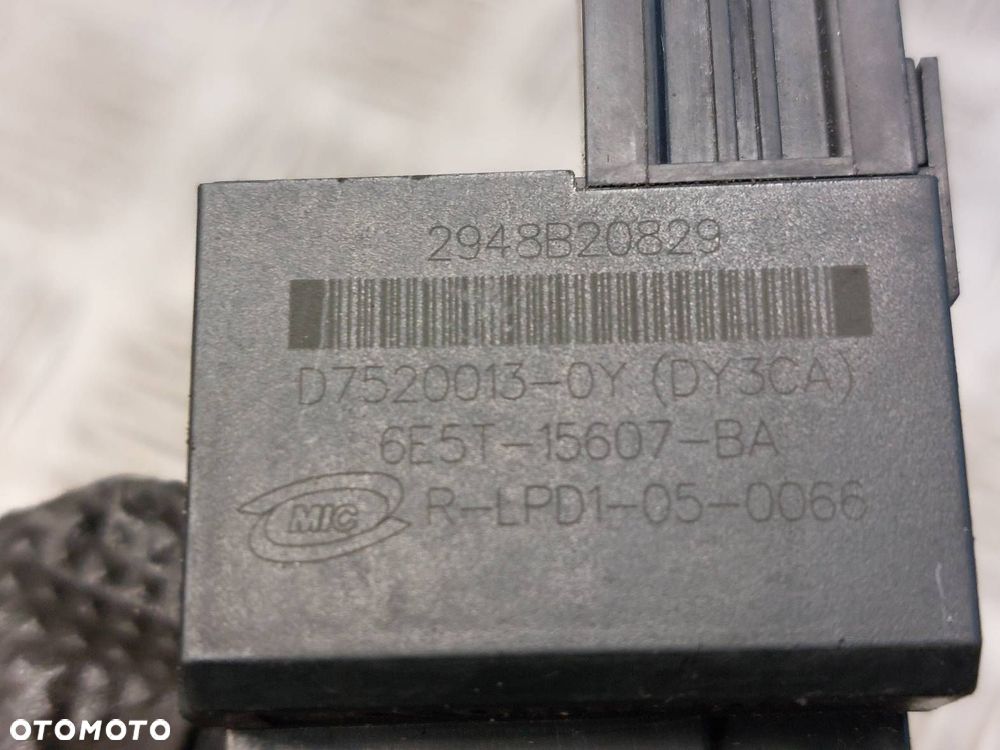 2948B20829
D7520013-0Y (DY3CA)
6E5T-15607-BA
MIC R-LPD1-05-0066
OTOMOTO